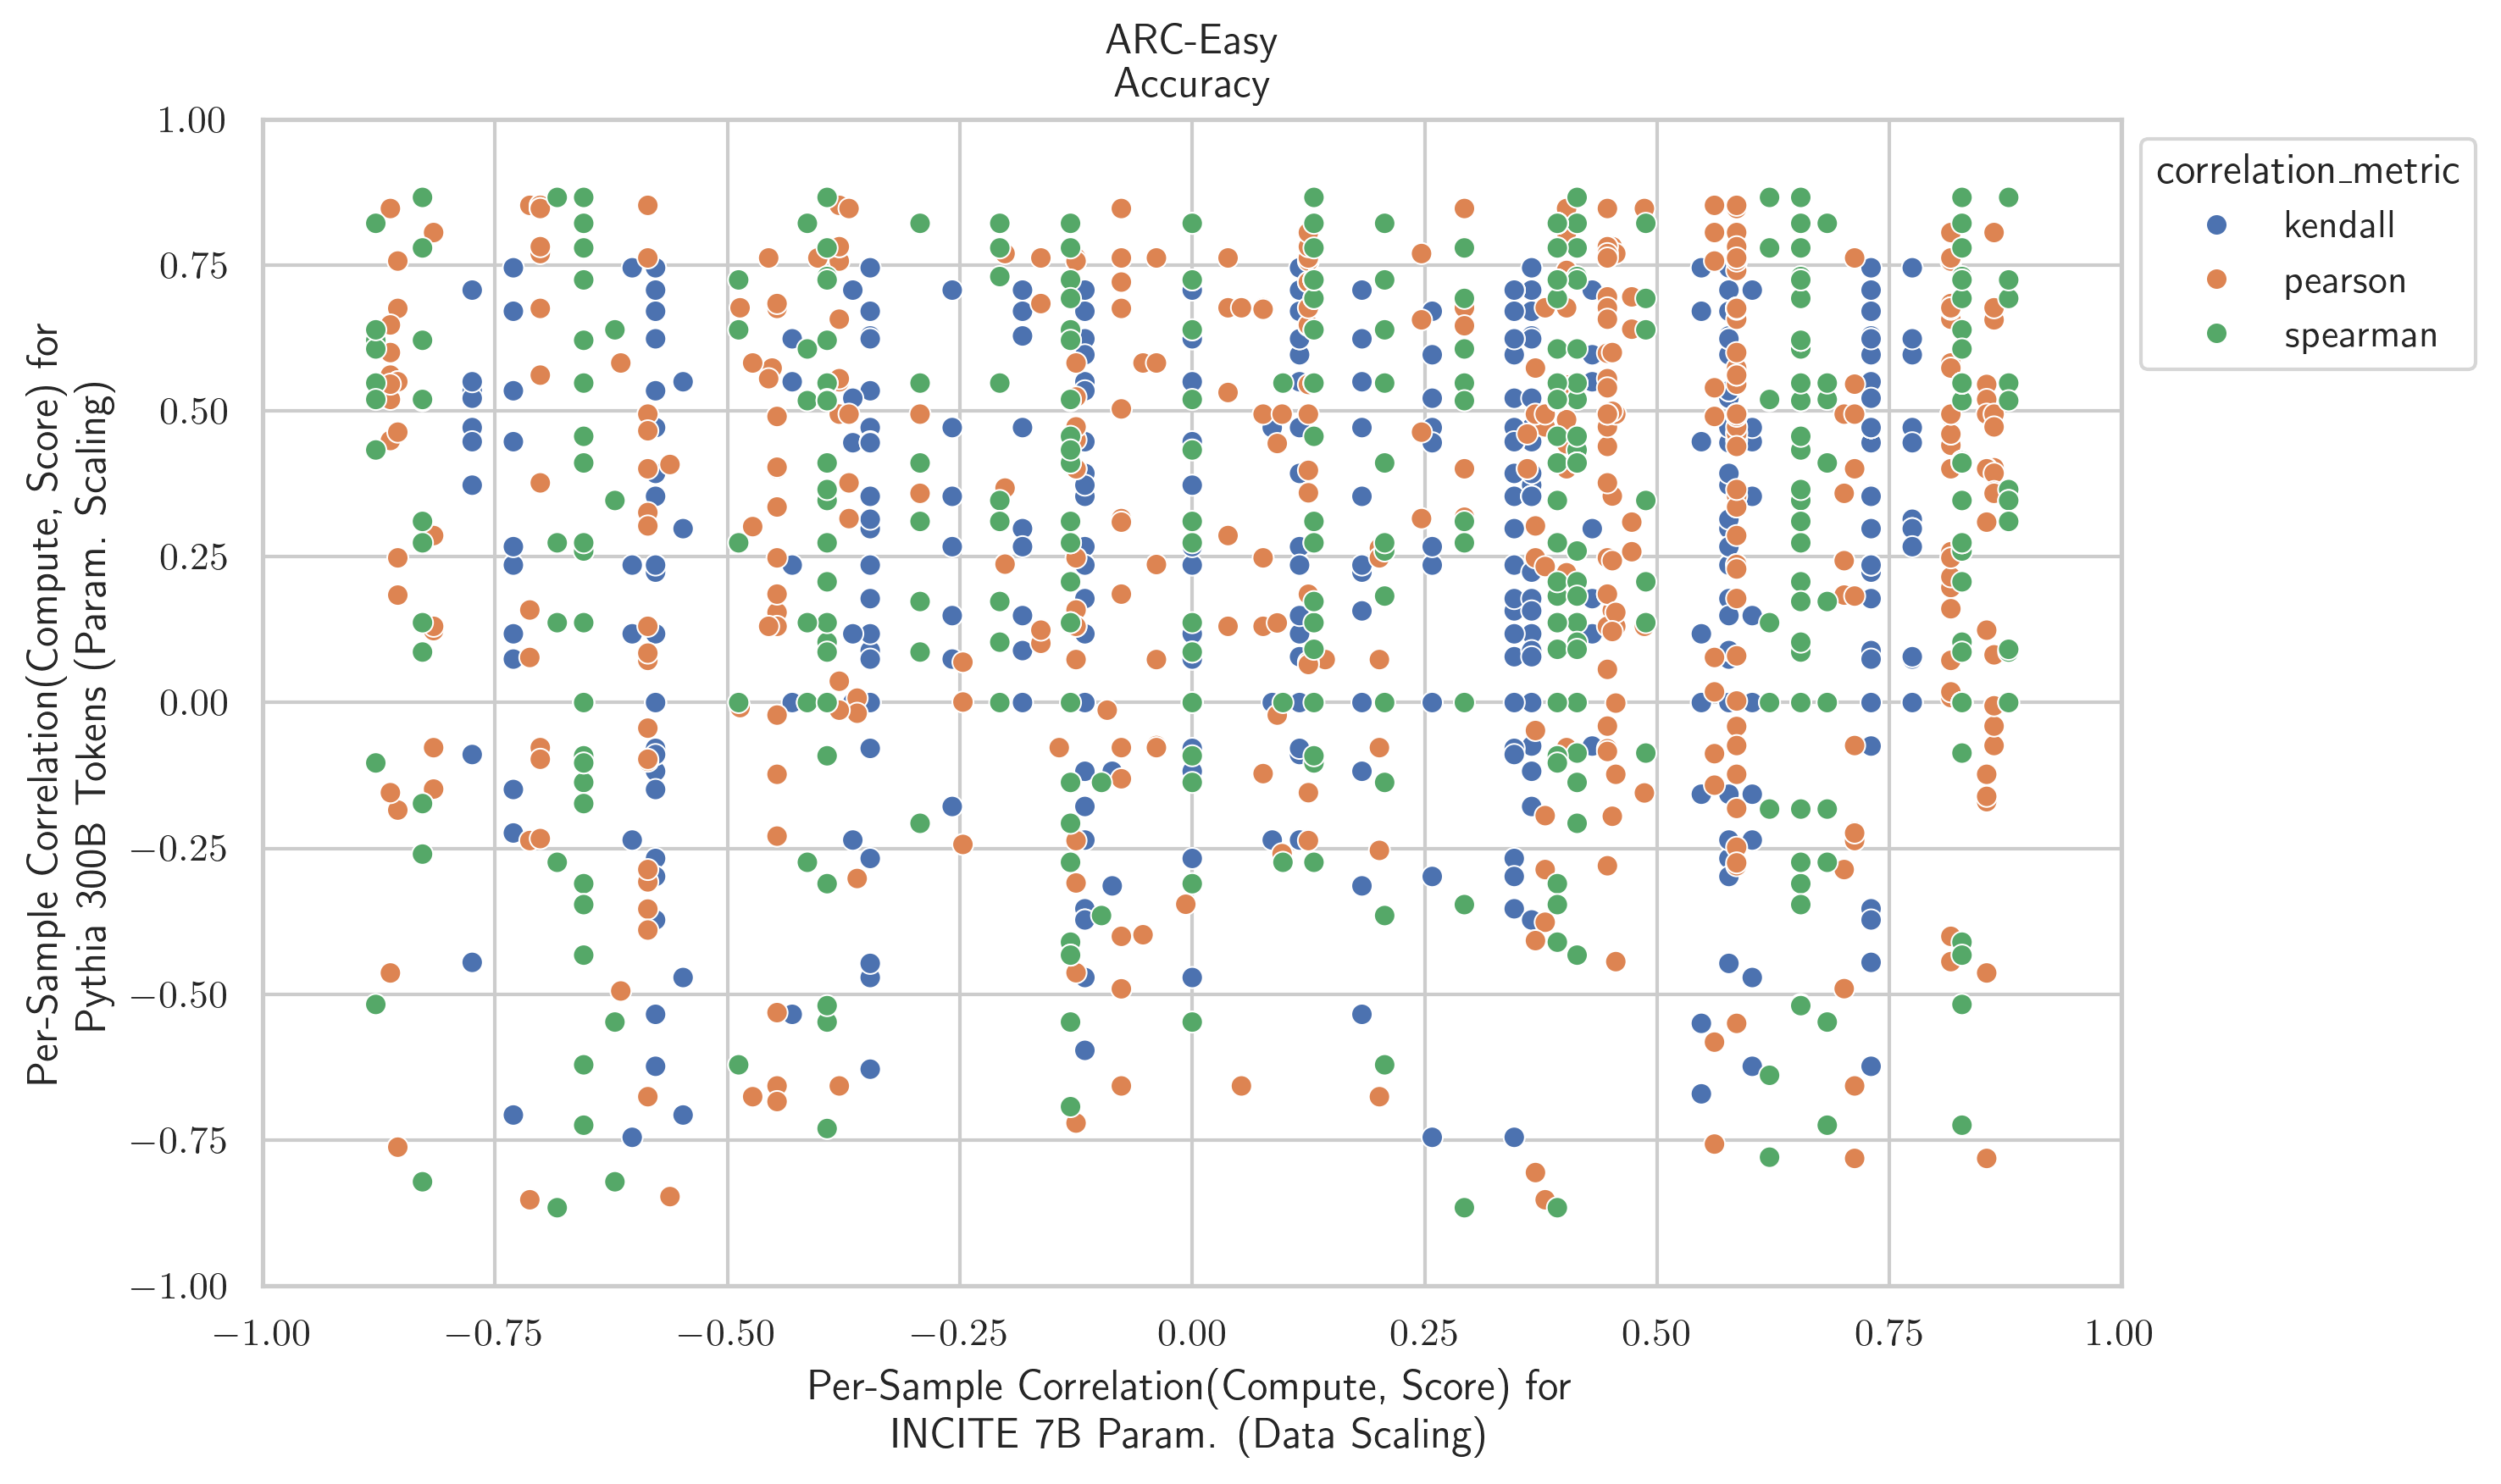 ARC-Easy
Accuracy
Per-Sample Correlation(Compute, Score) for
Pythia 300B Tokens (Param. Scaling)
1.00
0.75
0.50
0.25
0.00
−0.25
−0.50
−0.75
−1.00
−1.00 −0.75 −0.50 −0.25 0.00 0.25 0.50 0.75 1.00
Per-Sample Correlation(Compute, Score) for
INCITE 7B Param. (Data Scaling)
correlation_metric
kendall
pearson
spearman